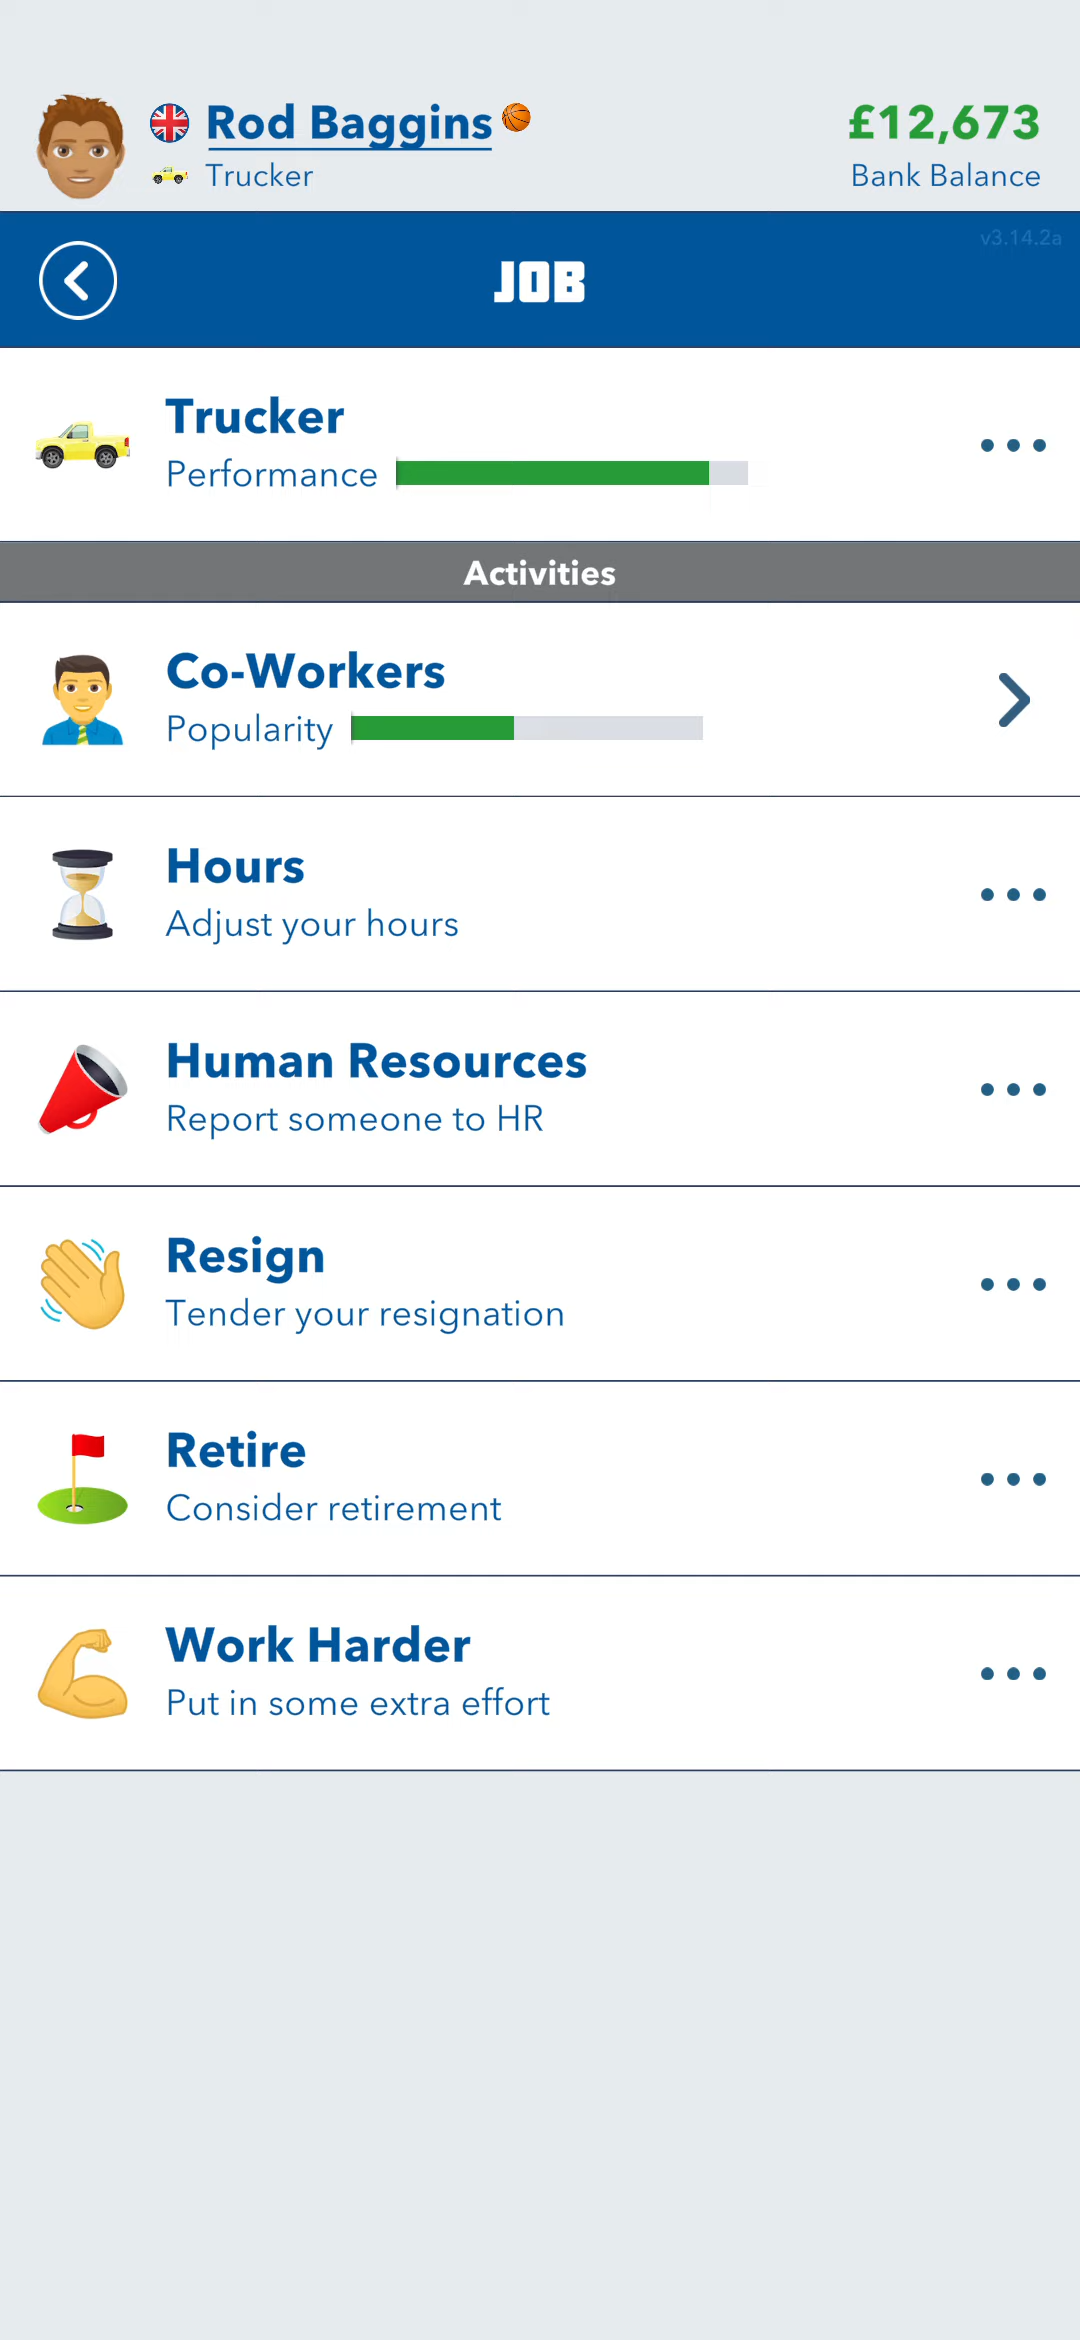 Rod Baggins
£12,673
Trucker
Bank Balance
v3.14.2a
JOB
Trucker
Performance
Activities
Co-Workers
Popularity
Hours
Adjust your hours
Human Resources
Report someone to HR
Resign
Tender your resignation
Retire
Consider retirement
Work Harder
Put in some extra effort